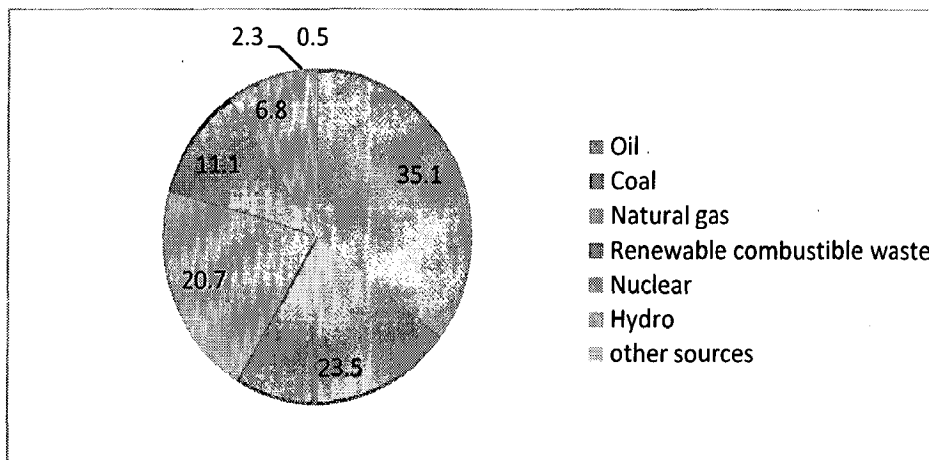 2.3 0.5
6.8
11.1
35.1
20.7
23.5
Oil
Coal
Natural gas
Renewable combustible waste
Nuclear
Hydro
other sources